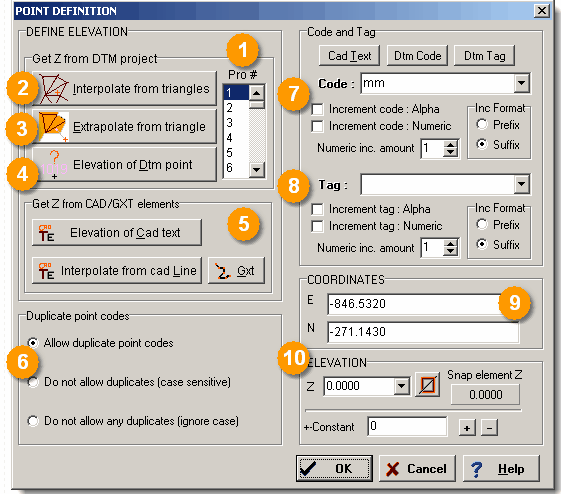 POINT DEFINITION
DEFINE ELEVATION
Get Z from DTM project
1
Pro #
2
Interpolate from triangles
3
Extrapolate from triangle
4
Elevation of Dtm point
1
2
3
4
5
6
Get Z from CAD/GXT elements
5
TE
Elevation of Cad text
TE
Interpolate from cad Line
Gxt
Duplicate point codes
6
Allow duplicate point codes
Do not allow duplicates (case sensitive)
Do not allow any duplicates (ignore case)
Code and Tag
Cad Text
Dtm Code
Dtm Tag
Code : mm
7
Increment code : Alpha
Increment code : Numeric
Numeric inc. amount 1
Inc Format
Prefix
Suffix
8
Tag :
Increment tag : Alpha
Increment tag : Numeric
Numeric inc. amount 1
Inc Format
Prefix
Suffix
COORDINATES
E -846.5320
9
N -271.1430
10
ELEVATION
Z 0.0000
Snap element Z
0.0000
+-Constant 0
+ -
OK
Cancel
? Help